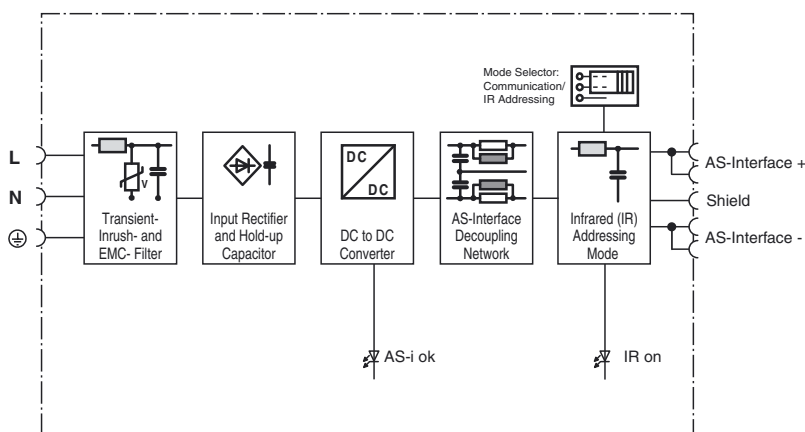 Mode Selector:
Communication/
IR Addressing
L
N
V
Transient-
Inrush- and
EMC- Filter
Input Rectifier
and Hold-up
Capacitor
DC
DC
DC to DC
Converter
AS-Interface
Decoupling
Network
Infrared (IR)
Addressing
Mode
AS-Interface +
Shield
AS-Interface -
AS-i ok
IR on